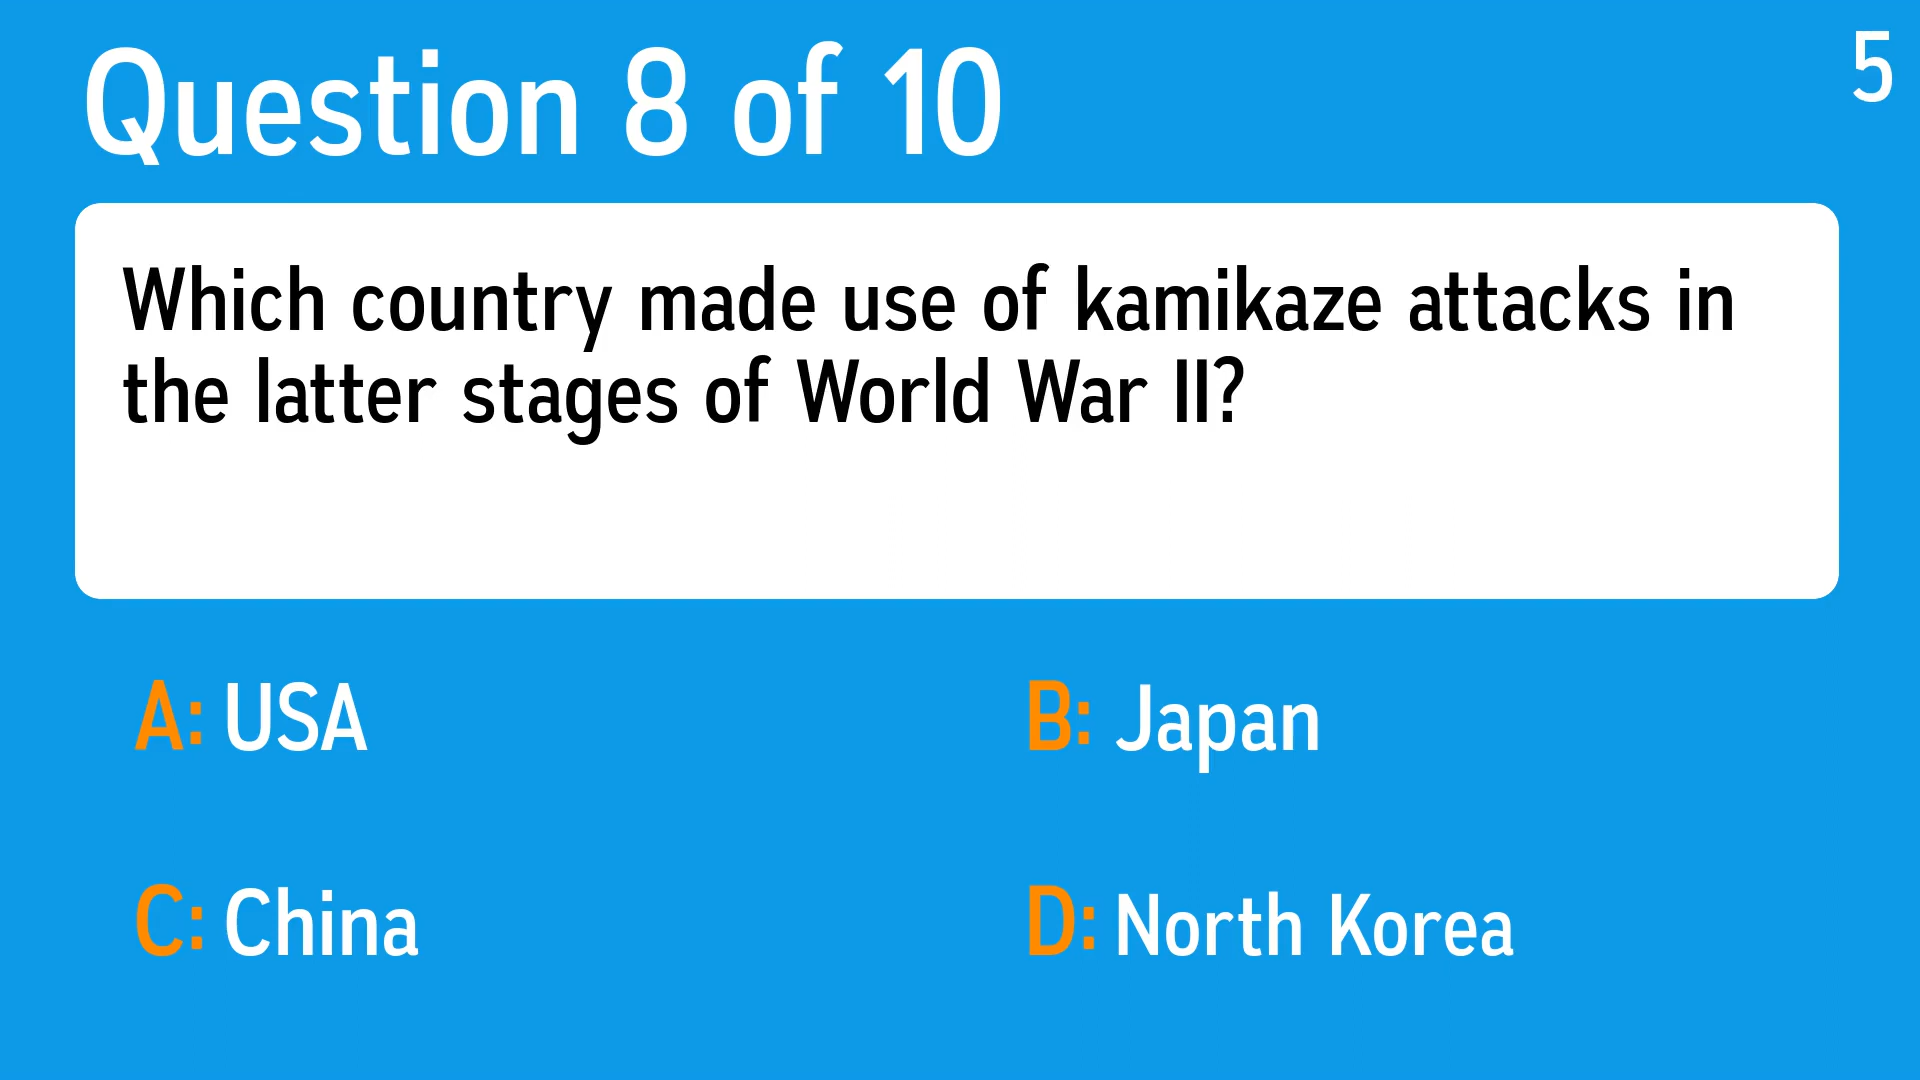 Question 8 of 10
5
Which country made use of kamikaze attacks in
the latter stages of World War II?
A: USA
B: Japan
C: China
D: North Korea